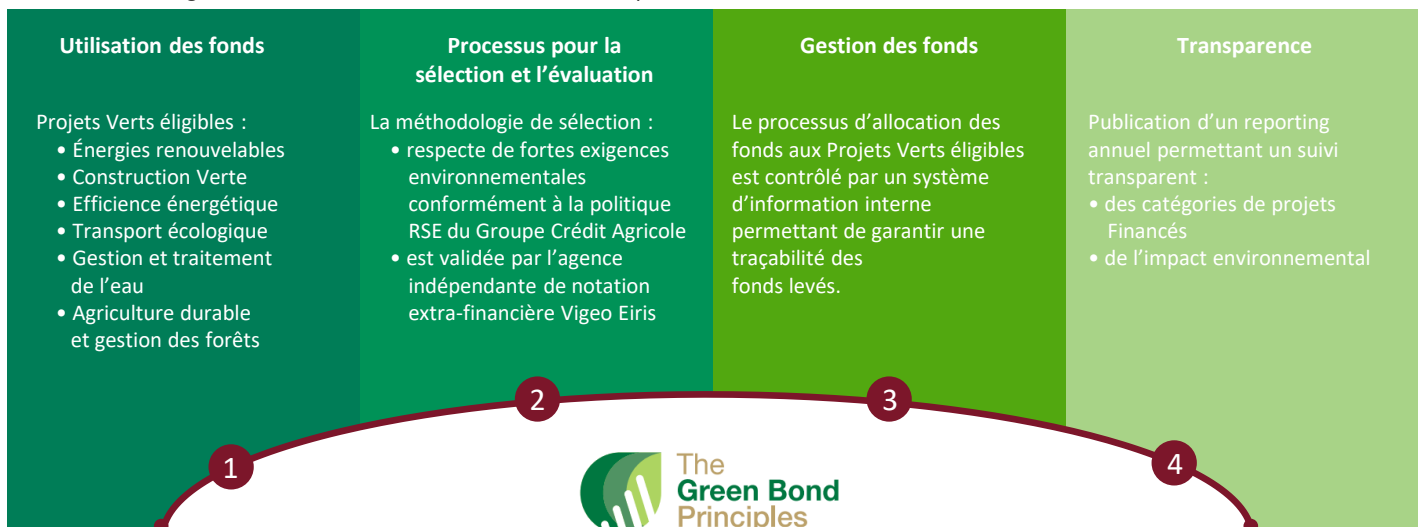 Utilisation des fonds
Projets Verts éligibles :
• Énergies renouvelables
• Construction Verte
• Efficience énergétique
• Transport écologique
• Gestion et traitement
de l’eau
• Agriculture durable
et gestion des forêts
1
Processus pour la
sélection et l’évaluation
La méthodologie de sélection :
• respecte de fortes exigences
environnementales
conformément à la politique
RSE du Groupe Crédit Agricole
• est validée par l’agence
indépendante de notation
extra-financière Vigeo Eiris
2
Gestion des fonds
Le processus d’allocation des
fonds aux Projets Verts éligibles
est contrôlé par un système
d’information interne
permettant de garantir une
traçabilité des
fonds levés.
3
Transparence
Publication d’un reporting
annuel permettant un suivi
transparent :
• des catégories de projets
Financés
• de l’impact environnemental
4
The
Green Bond
Principles